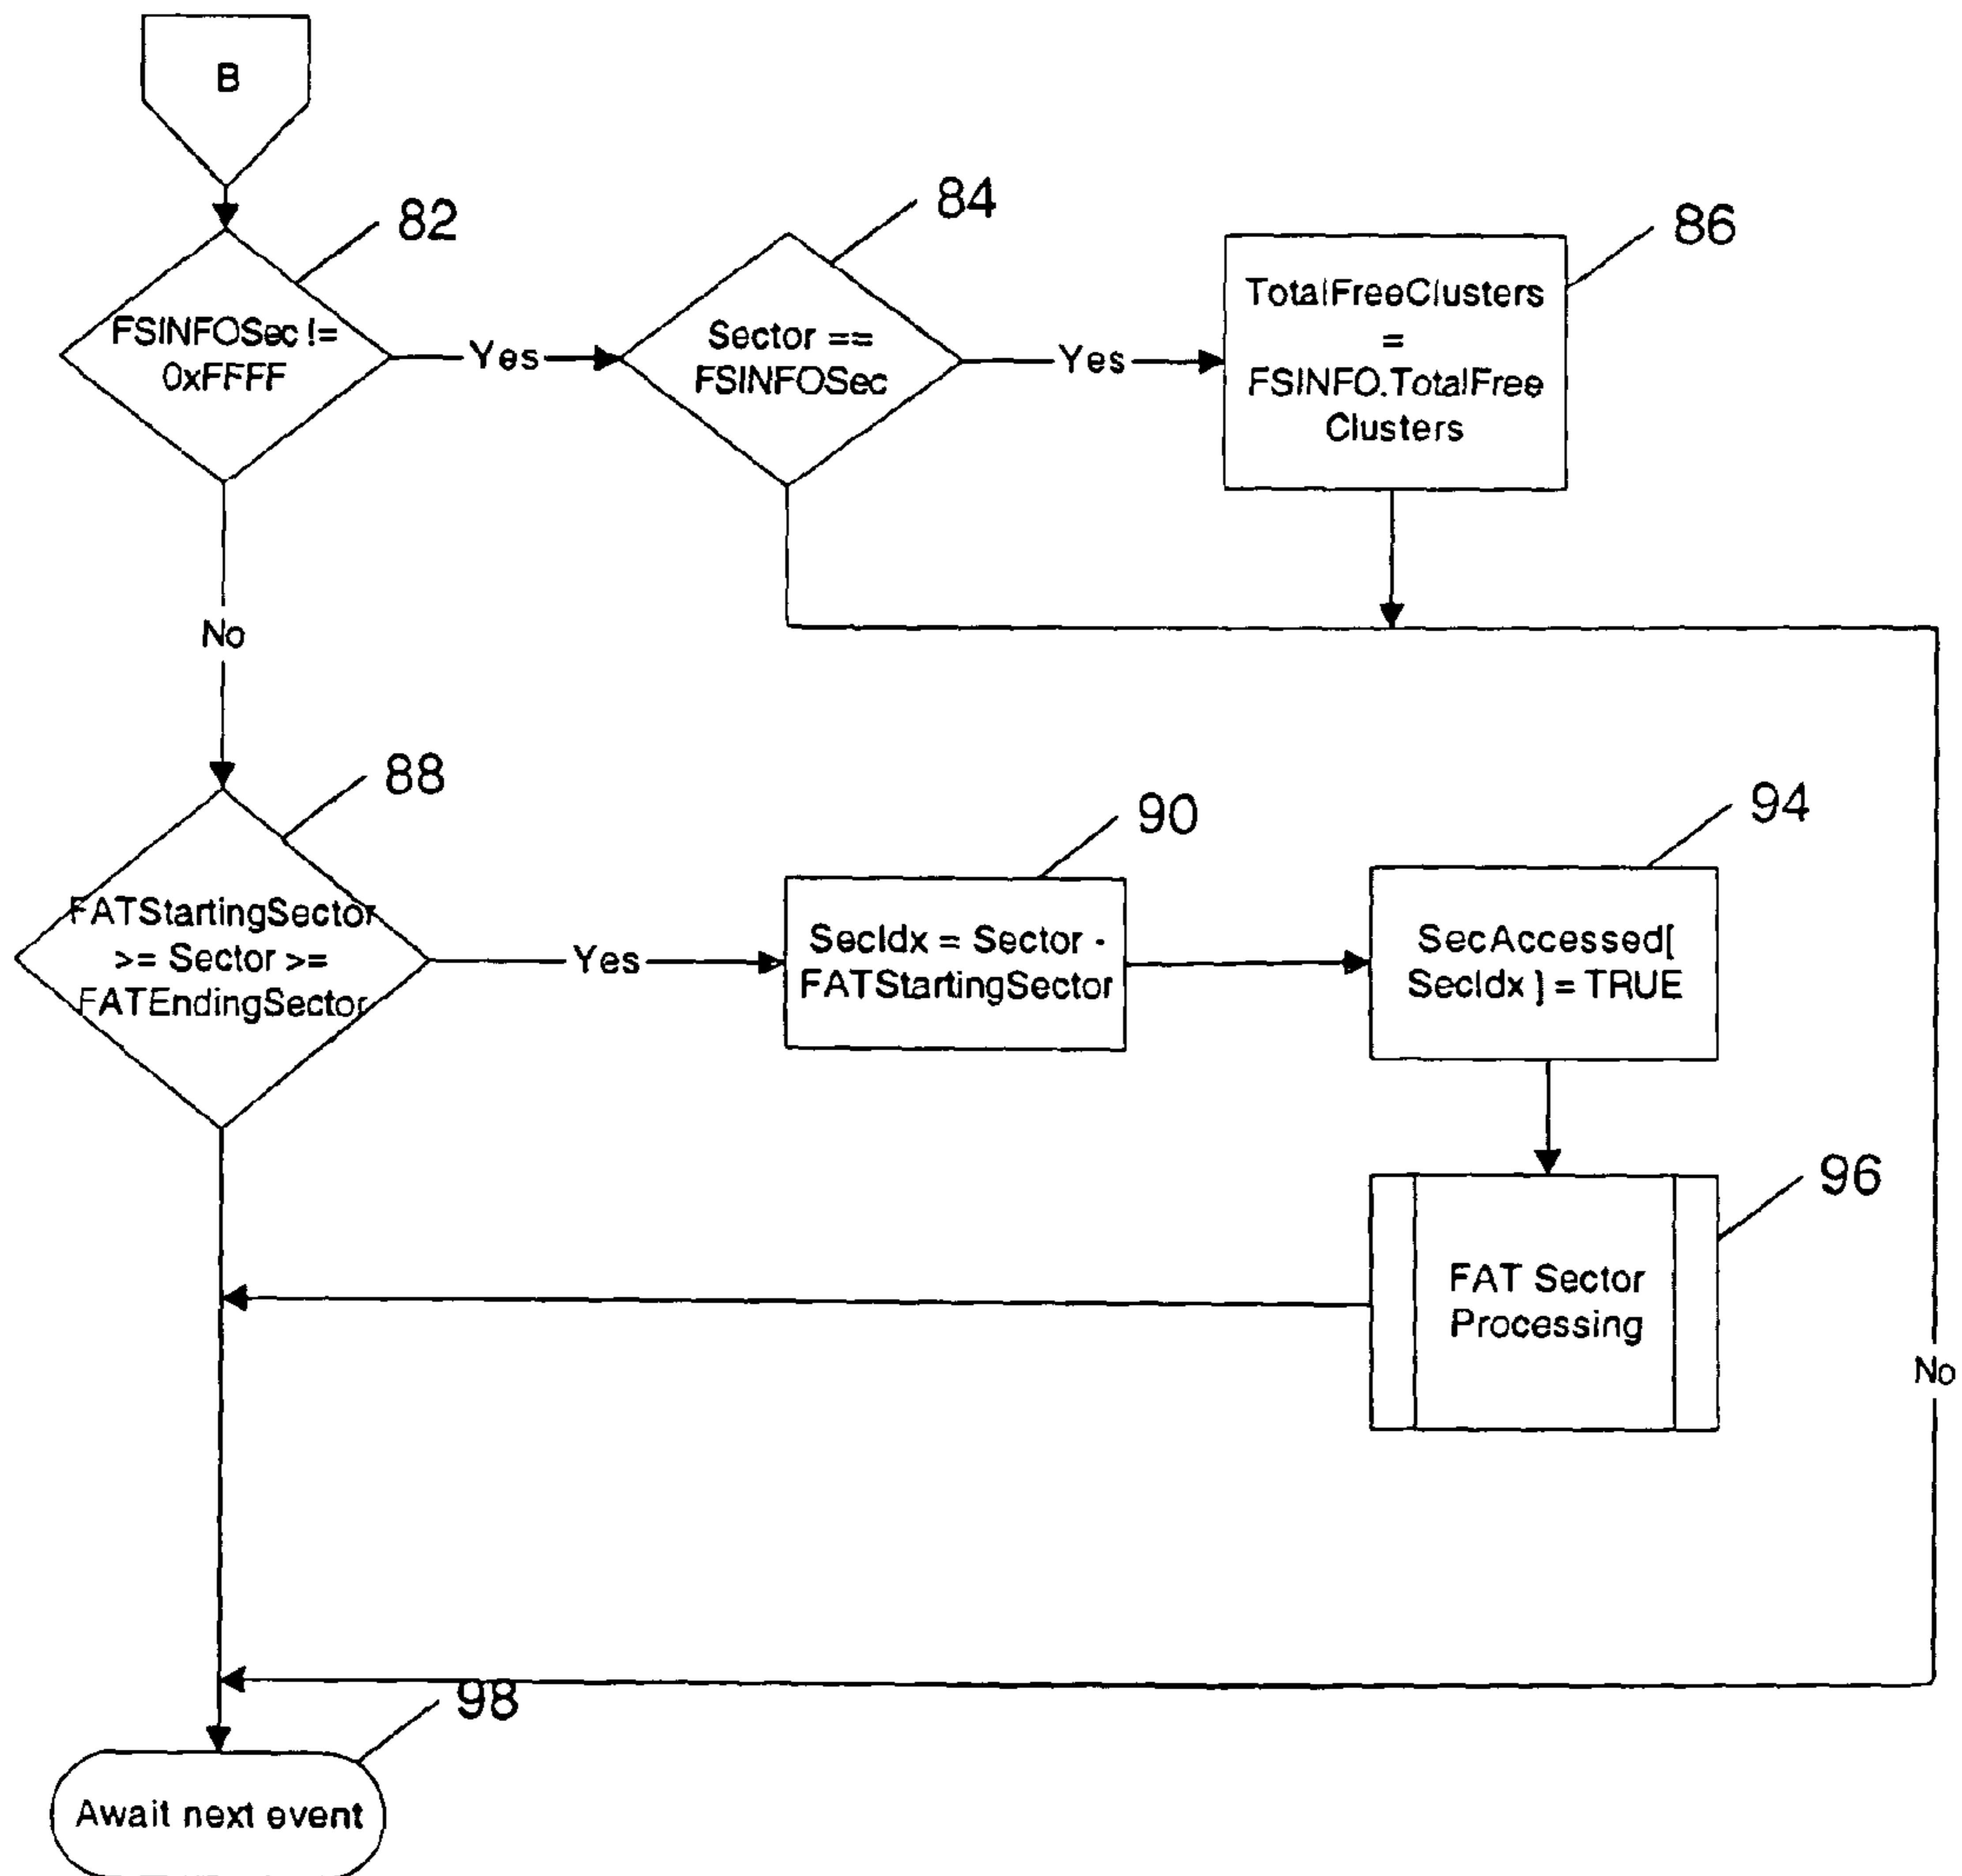 B
82
84
86
FSINFOSec !=
0xFFFF
Yes
Sector ==
FSINFOSec
Yes
TotalFreeClusters
=
FSINFO.TotalFree
Clusters
No
88
90
94
FATStartingSector
>= Sector >=
FATEndingSector
Yes
SecIdx = Sector -
FATStartingSector
SecAccessed[
SecIdx ] = TRUE
96
FAT Sector
Processing
No
98
Await next event